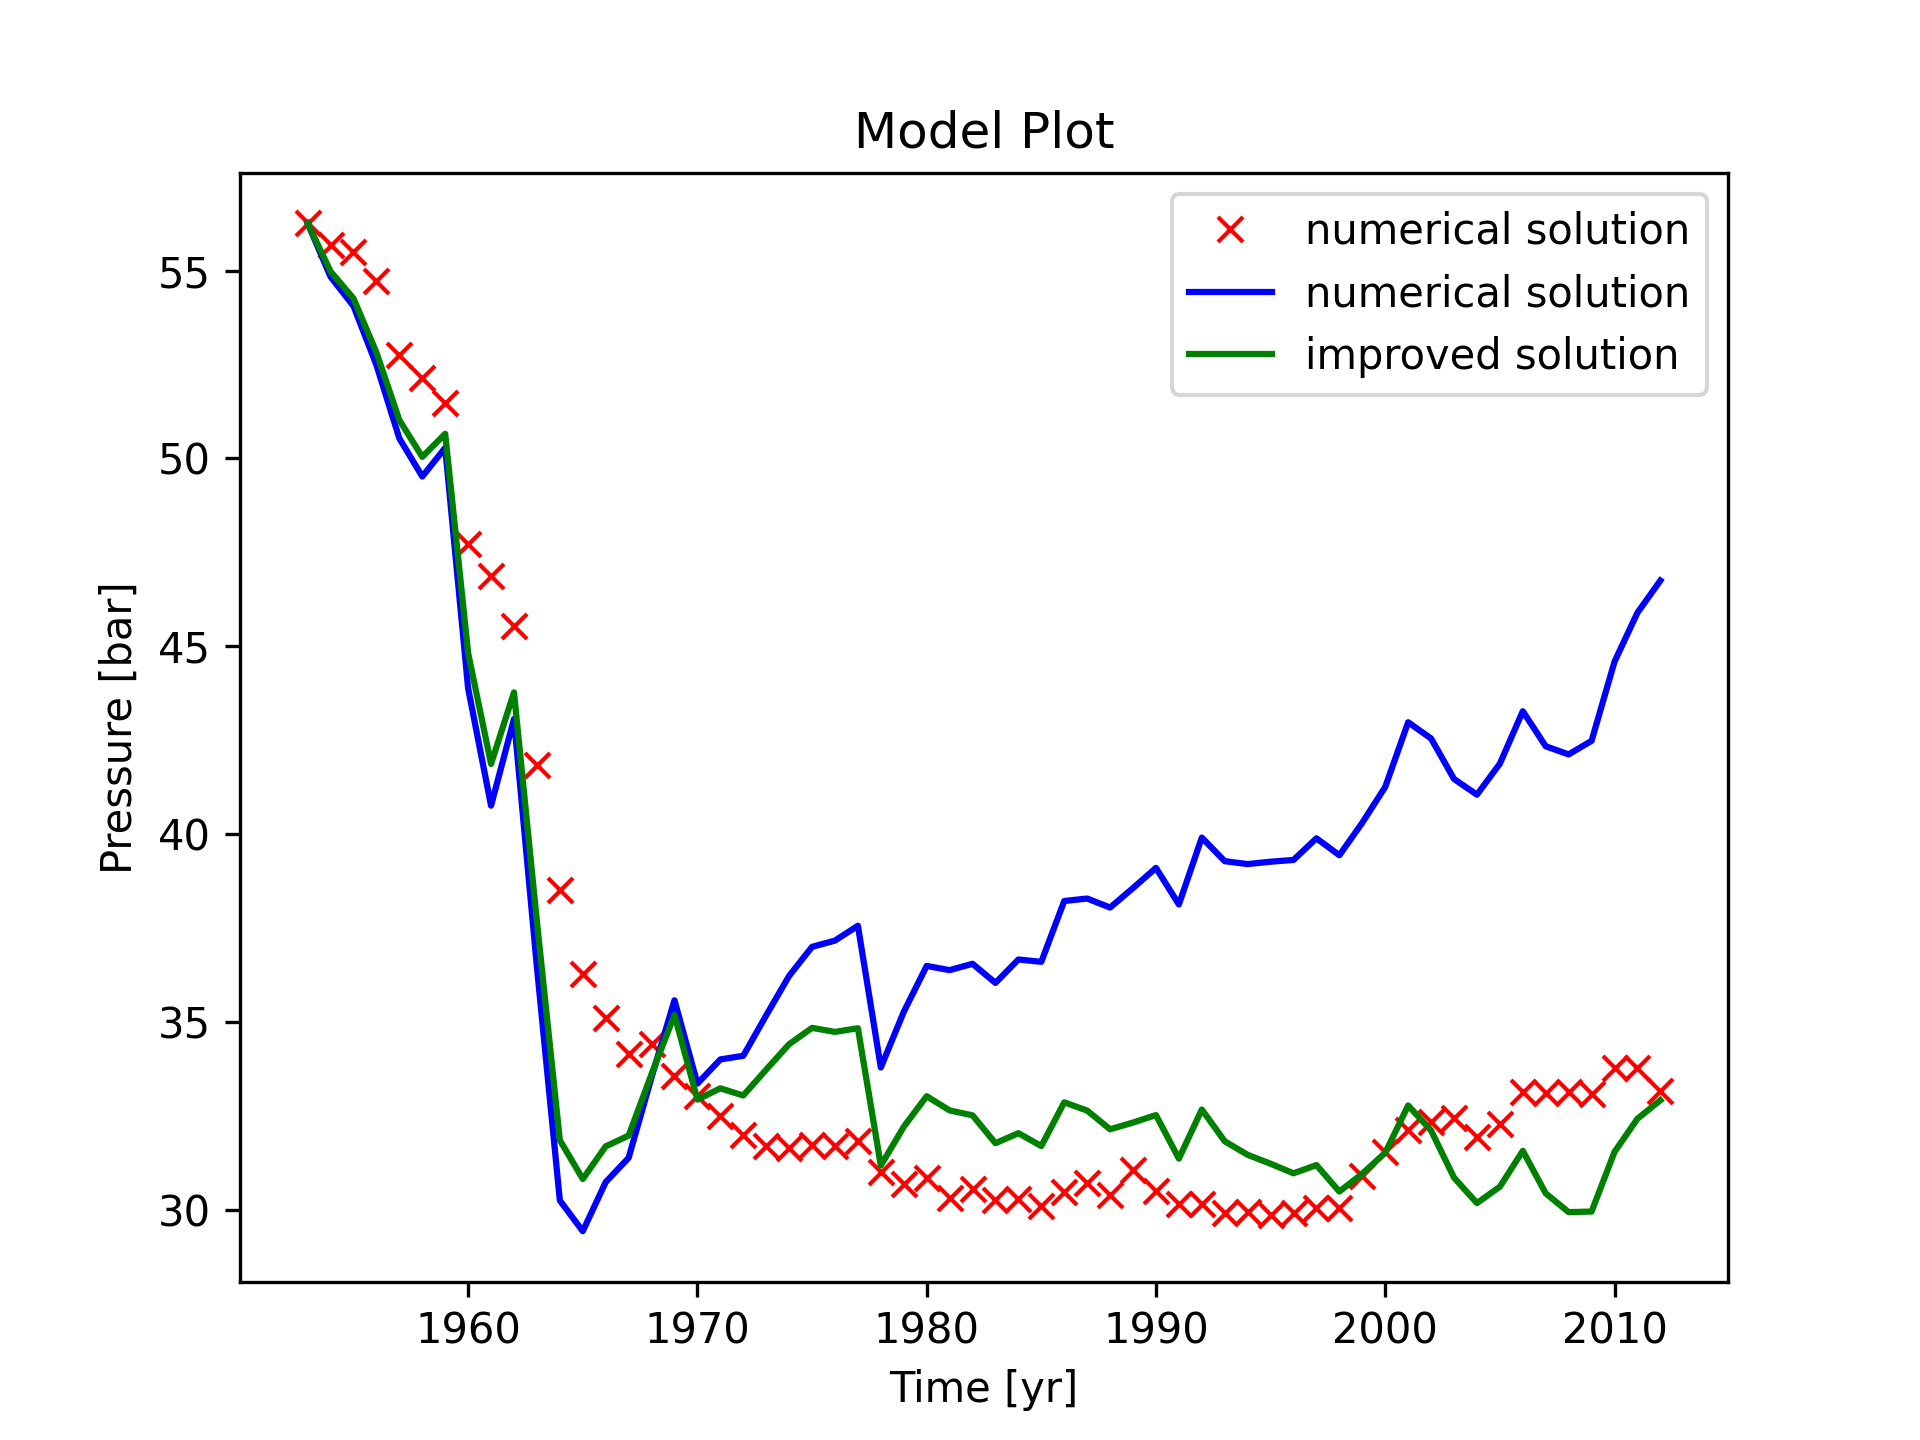 Model Plot
numerical solution
numerical solution
improved solution
55
50
45
40
35
30
Pressure [bar]
1960 1970 1980 1990 2000 2010
Time [yr]